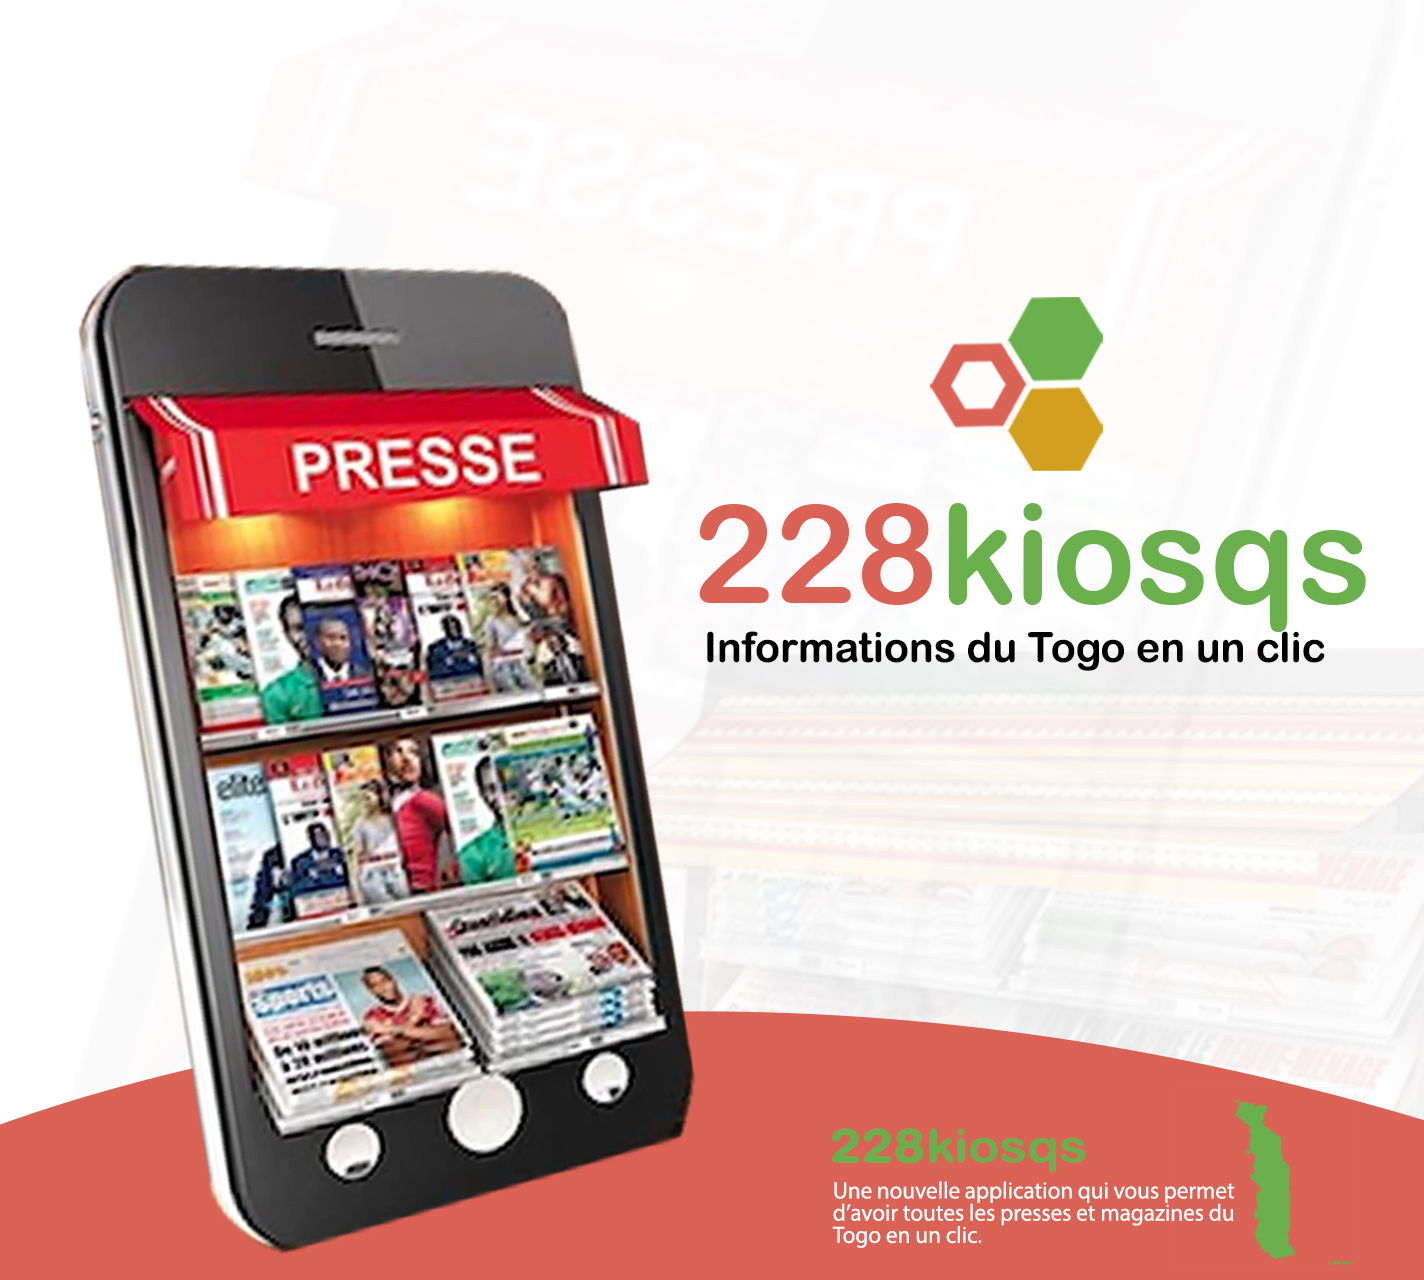 PRESSE
228kiosqs
Informations du Togo en un clic
Sports
228kiosqs
Une nouvelle application qui vous permet
d'avoir toutes les presses et magazines du
Togo en un clic.